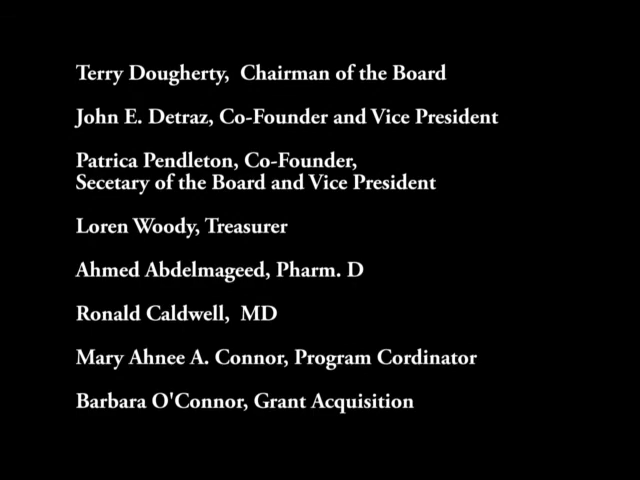 Terry Dougherty,  Chairman of the Board
John E. Detraz, Co-Founder and Vice President
Patrica Pendleton, Co-Founder,
Secetary of the Board and Vice President
Loren Woody, Treasurer
Ahmed Abdelmageed, Pharm. D
Ronald Caldwell,  MD
Mary Ahnee A. Connor, Program Cordinator
Barbara O'Connor, Grant Acquisition